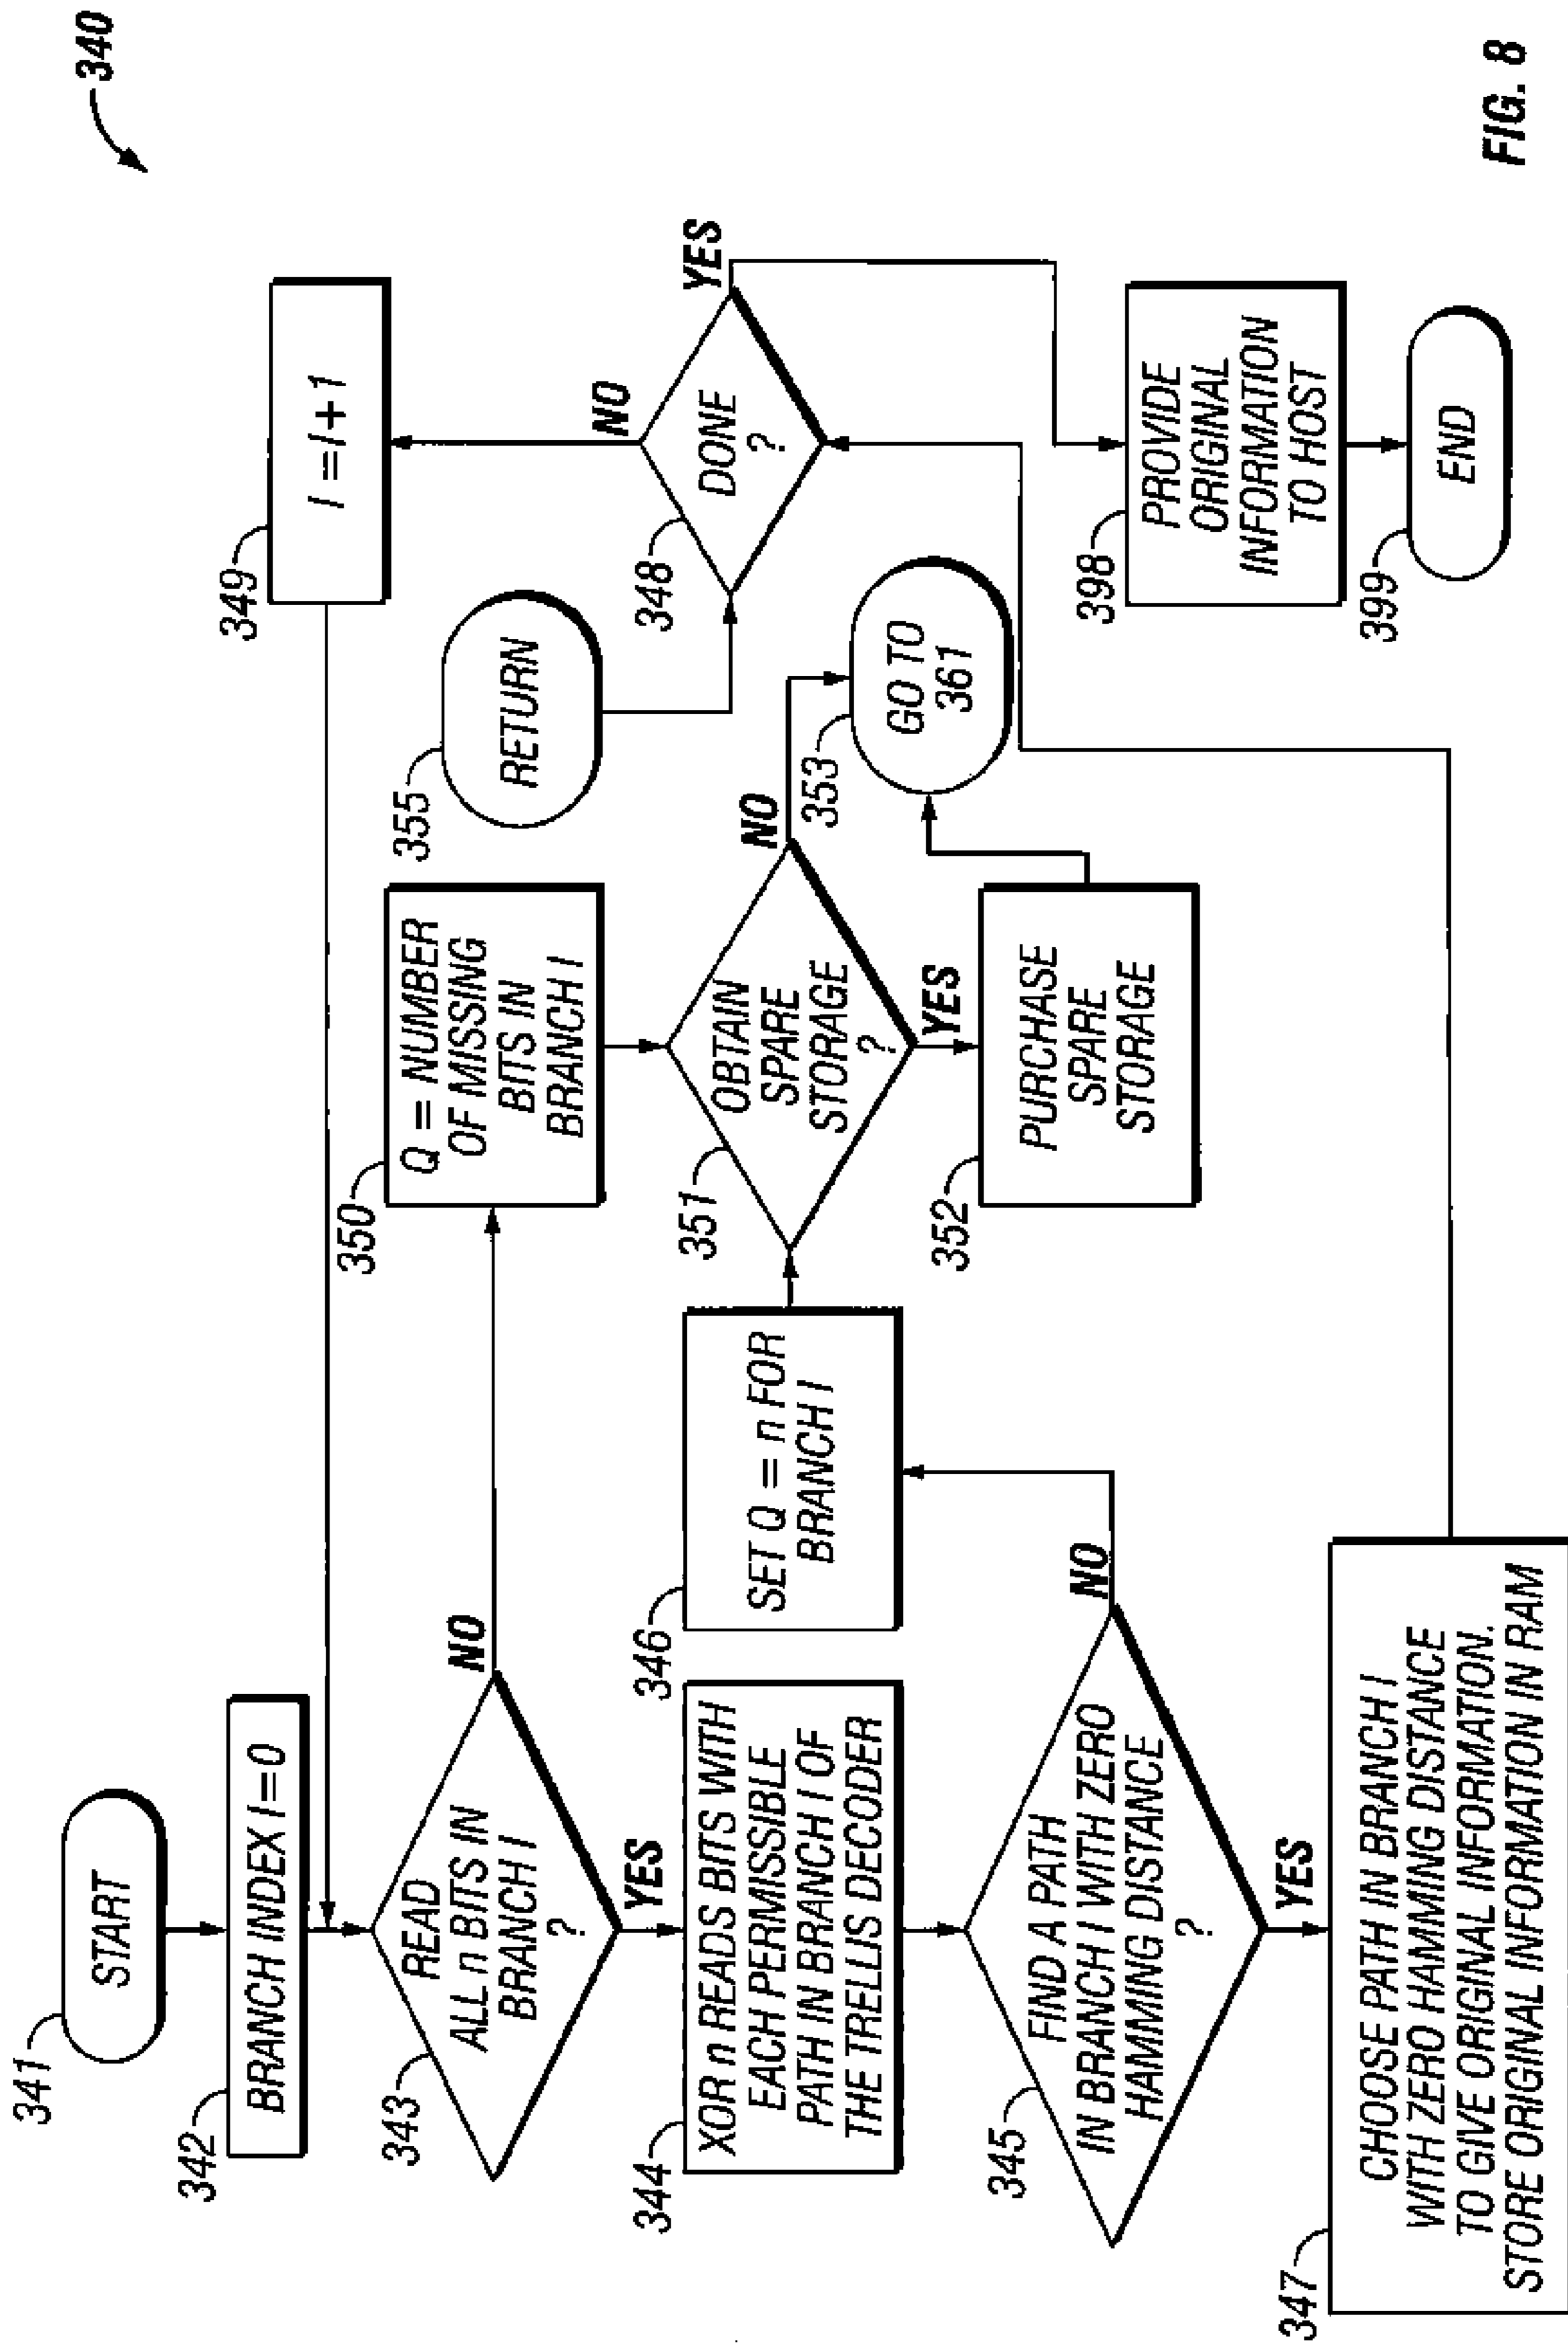 340
341
START
342
BRANCH INDEX I=0
349
I =I+1
343
READ
ALL n BITS IN
BRANCH I
?
NO
YES
350
Q = NUMBER
OF MISSING
BITS IN
BRANCH I
355
RETURN
344
XOR n READS BITS WITH
EACH PERMISSIBLE
PATH IN BRANCH I OF
THE TRELLIS DECODER
346
SET Q = n FOR
BRANCH I
351
OBTAIN
SPARE
STORAGE
?
NO
YES
348
DONE
?
NO
YES
353
GO TO
361
345
FIND A PATH
IN BRANCH I WITH ZERO
HAMMING DISTANCE
?
NO
YES
352
PURCHASE
SPARE
STORAGE
398
PROVIDE
ORIGINAL
INFORMATION
TO HOST
347
CHOOSE PATH IN BRANCH I
WITH ZERO HAMMING DISTANCE
TO GIVE ORIGINAL INFORMATION.
STORE ORIGINAL INFORMATION IN RAM
399
END
FIG. 8